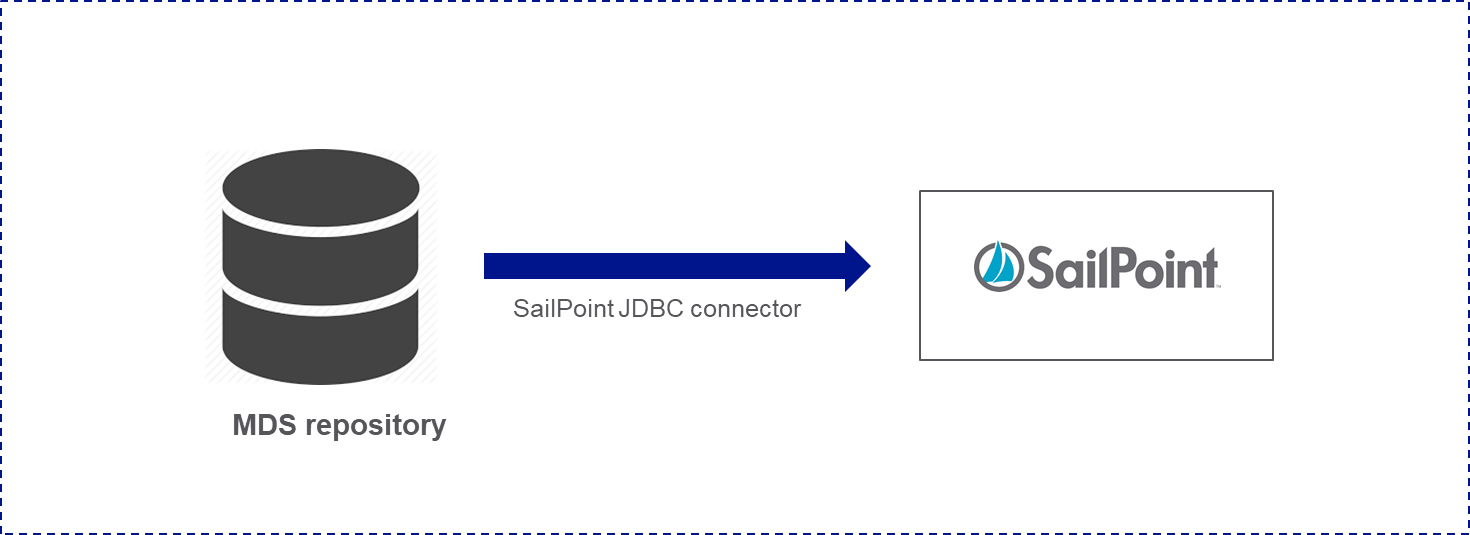 SailPoint
SailPoint JDBC connector
MDS repository